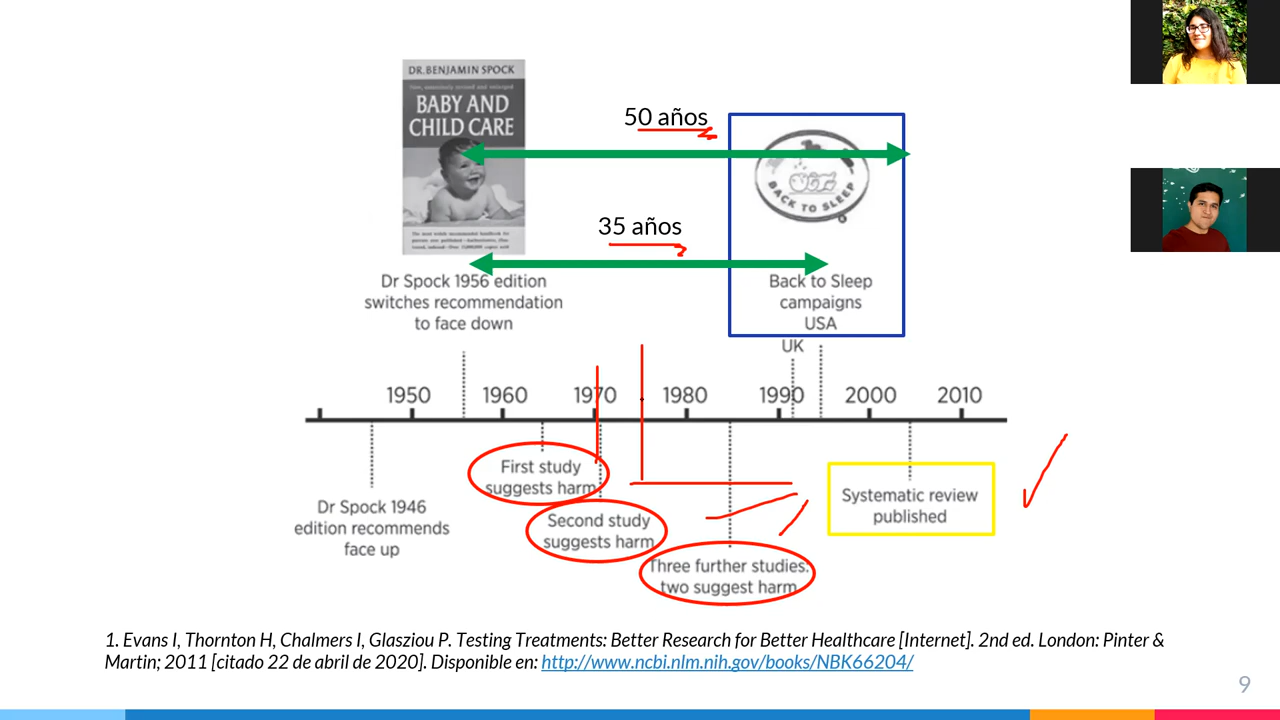 DR. BENJAMIN SPOCK
BABY AND
CHILD CARE
50 años
BACK TO SLEEP
35 años
Dr Spock 1956 edition
switches recommendation
to face down
Back to Sleep
campaigns
USA
UK
1950 1960 1970 1980 1990 2000 2010
First study
suggests harm
Second study
suggests harm
Three further studies:
two suggest harm
Systematic review
published
Dr Spock 1946
edition recommends
face up
1. Evans I, Thornton H, Chalmers I, Glasziou P. Testing Treatments: Better Research for Better Healthcare [Internet]. 2nd ed. London: Pinter &
Martin; 2011 [citado 22 de abril de 2020]. Disponible en: http://www.ncbi.nlm.nih.gov/books/NBK66204/
9